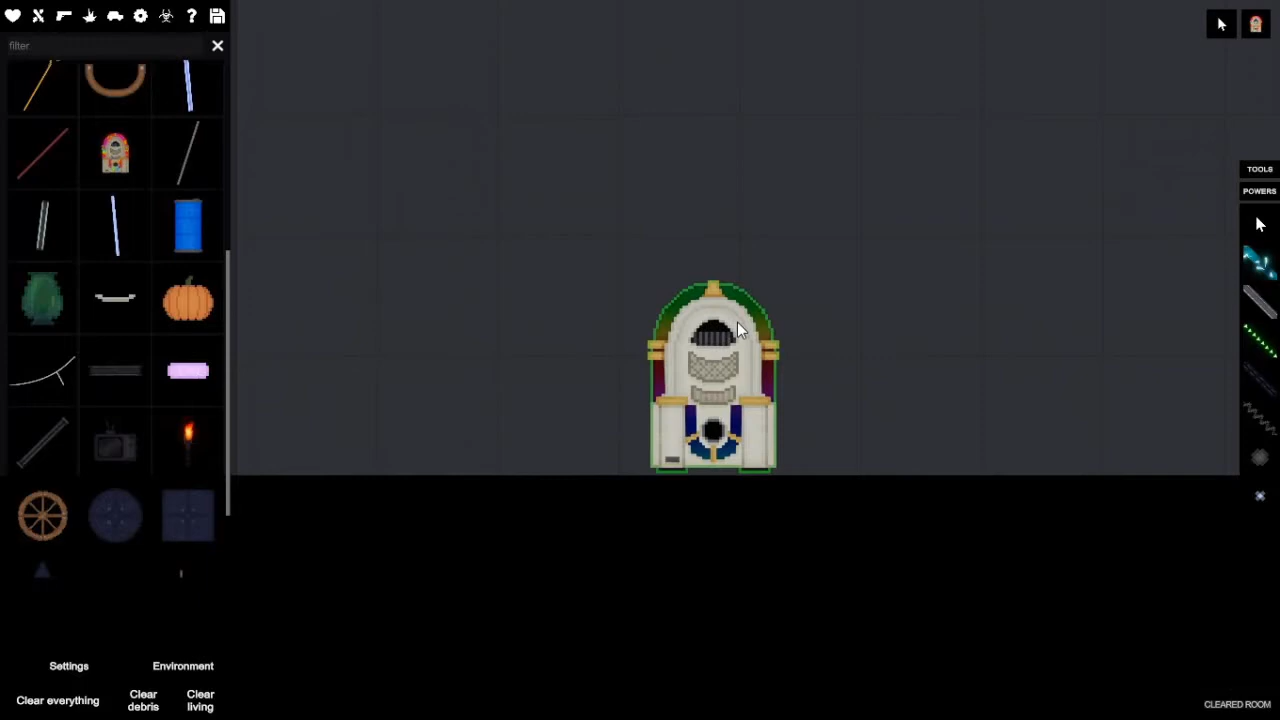 filter
TOOLS
POWERS
Settings
Environment
Clear everything
Clear
debris
Clear
living
CLEARED ROOM